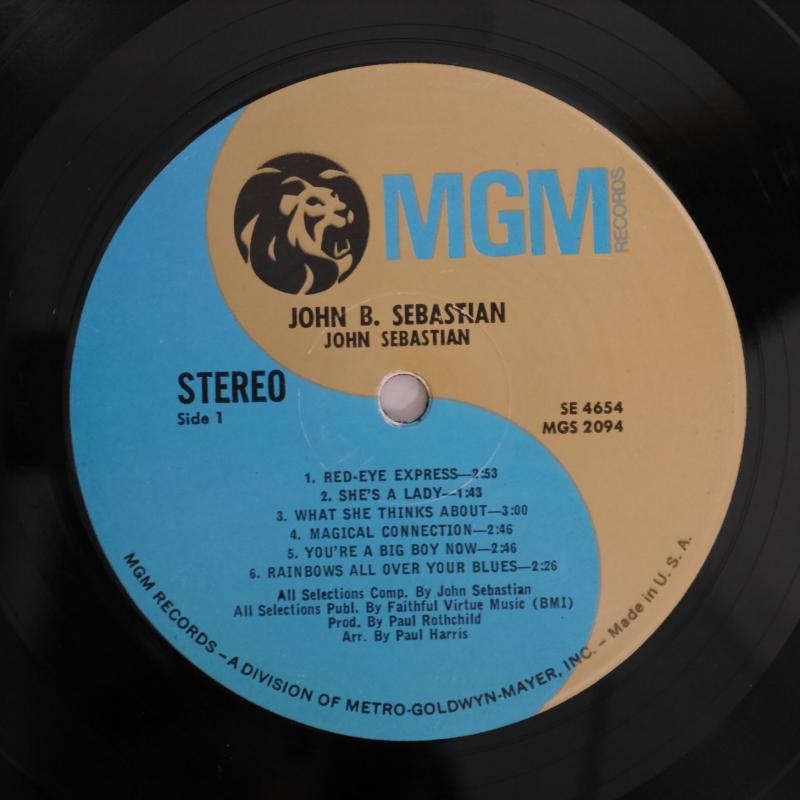 MGM RECORDS
JOHN B. SEBASTIAN
JOHN SEBASTIAN
STEREO
Side 1
SE 4654
MGS 2094
1. RED-EYE EXPRESS—2:53
2. SHE'S A LADY—1:43
3. WHAT SHE THINKS ABOUT—3:00
4. MAGICAL CONNECTION—2:46
5. YOU'RE A BIG BOY NOW—2:46
6. RAINBOWS ALL OVER YOUR BLUES—2:26
All Selections Comp. By John Sebastian
All Selections Publ. By Faithful Virtue Music (BMI)
Prod. By Paul Rothchild
Arr. By Paul Harris
MGM RECORDS – A DIVISION OF METRO-GOLDWYN-MAYER, INC. – Made in U. S. A.